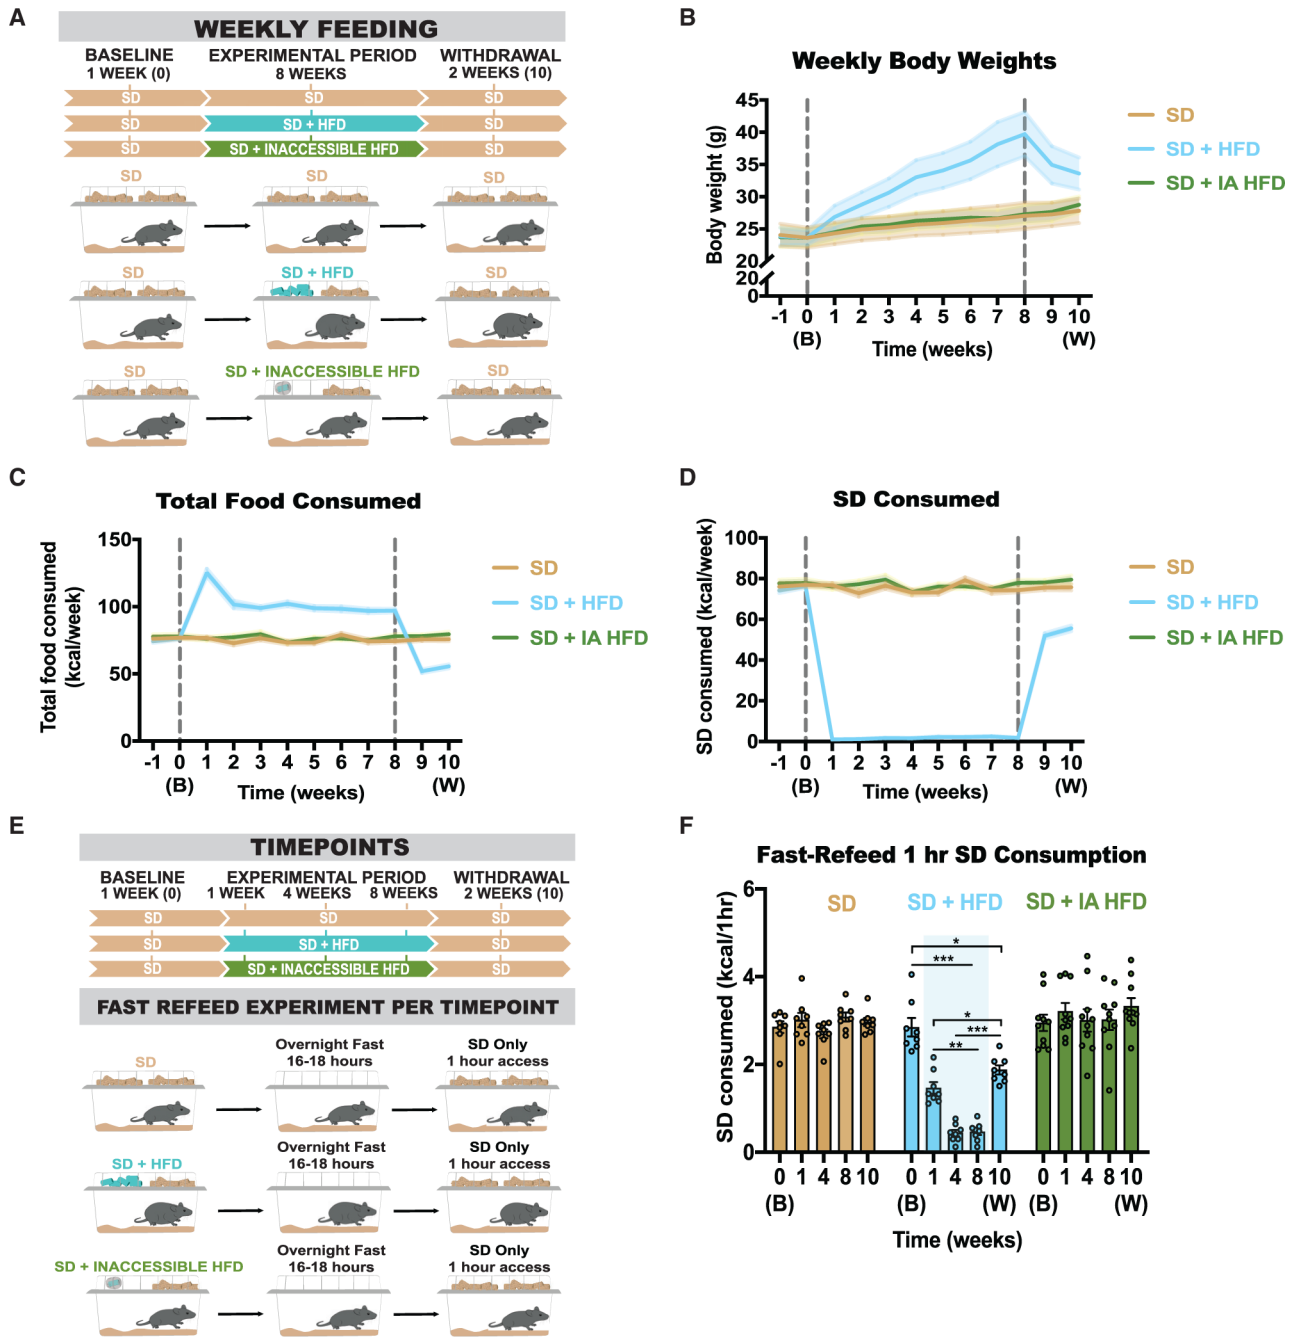 A
WEEKLY FEEDING
BASELINE
1 WEEK (0)
EXPERIMENTAL PERIOD
8 WEEKS
WITHDRAWAL
2 WEEKS (10)
SD SD SD
SD SD + HFD SD
SD SD + INACCESSIBLE HFD SD
SD SD SD
SD SD + HFD SD
SD SD + INACCESSIBLE HFD SD
B
Weekly Body Weights
Body weight (g)
45
40
35
30
25
20
20
0
-1 0 1 2 3 4 5 6 7 8 9 10
(B) (W)
Time (weeks)
SD
SD + HFD
SD + IA HFD
C
Total Food Consumed
Total food consumed
(kcal/week)
150
100
50
0
-1 0 1 2 3 4 5 6 7 8 9 10
(B) (W)
Time (weeks)
SD
SD + HFD
SD + IA HFD
D
SD Consumed
SD consumed (kcal/week)
100
80
60
40
20
0
-1 0 1 2 3 4 5 6 7 8 9 10
(B) (W)
Time (weeks)
SD
SD + HFD
SD + IA HFD
E
TIMEPOINTS
BASELINE
1 WEEK (0)
EXPERIMENTAL PERIOD
1 WEEK 4 WEEKS 8 WEEKS
WITHDRAWAL
2 WEEKS (10)
SD SD SD
SD SD + HFD SD
SD SD + INACCESSIBLE HFD SD
FAST REFEED EXPERIMENT PER TIMEPOINT
SD
Overnight Fast
16-18 hours
SD Only
1 hour access
SD + HFD
Overnight Fast
16-18 hours
SD Only
1 hour access
SD + INACCESSIBLE HFD
Overnight Fast
16-18 hours
SD Only
1 hour access
F
Fast-Refeed 1 hr SD Consumption
SD consumed (kcal/1hr)
6
4
2
0
SD SD + HFD SD + IA HFD
*
***
*
***
**
0 1 4 8 10 0 1 4 8 10 0 1 4 8 10
(B) (B) (W) (B) (W)
Time (weeks)